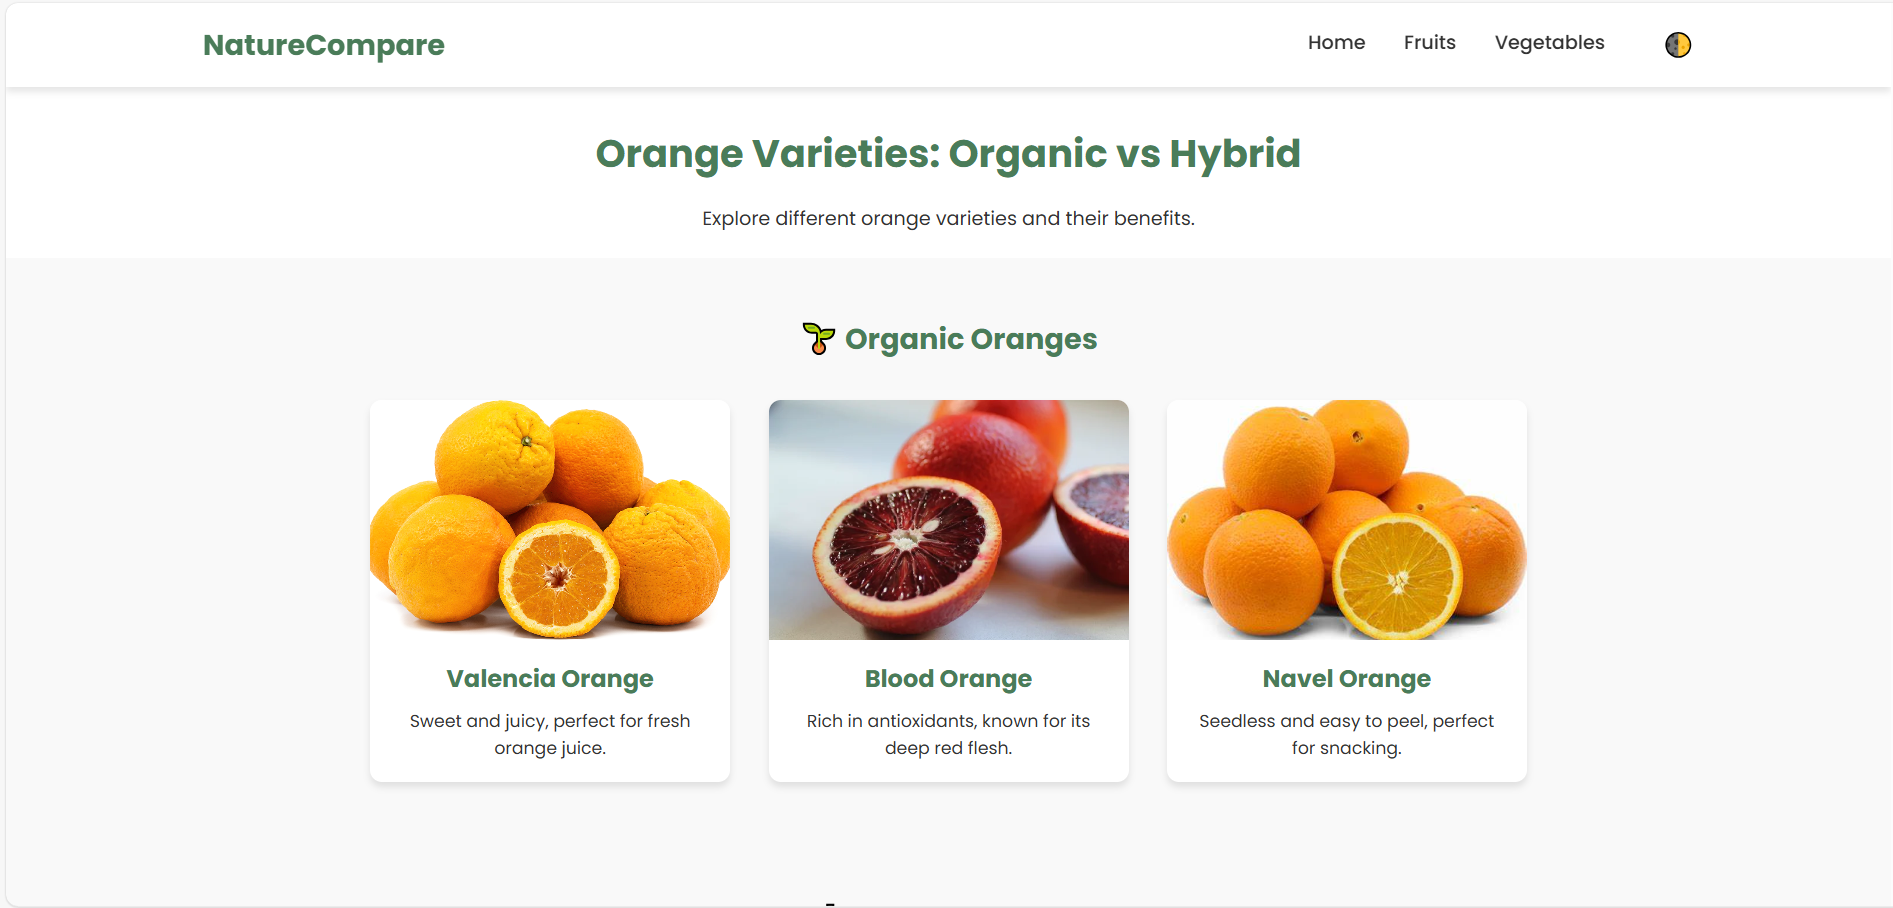 NatureCompare
Home
Fruits
Vegetables
Orange Varieties: Organic vs Hybrid
Explore different orange varieties and their benefits.
Organic Oranges
Valencia Orange
Sweet and juicy, perfect for fresh
orange juice.
Blood Orange
Rich in antioxidants, known for its
deep red flesh.
Navel Orange
Seedless and easy to peel, perfect
for snacking.